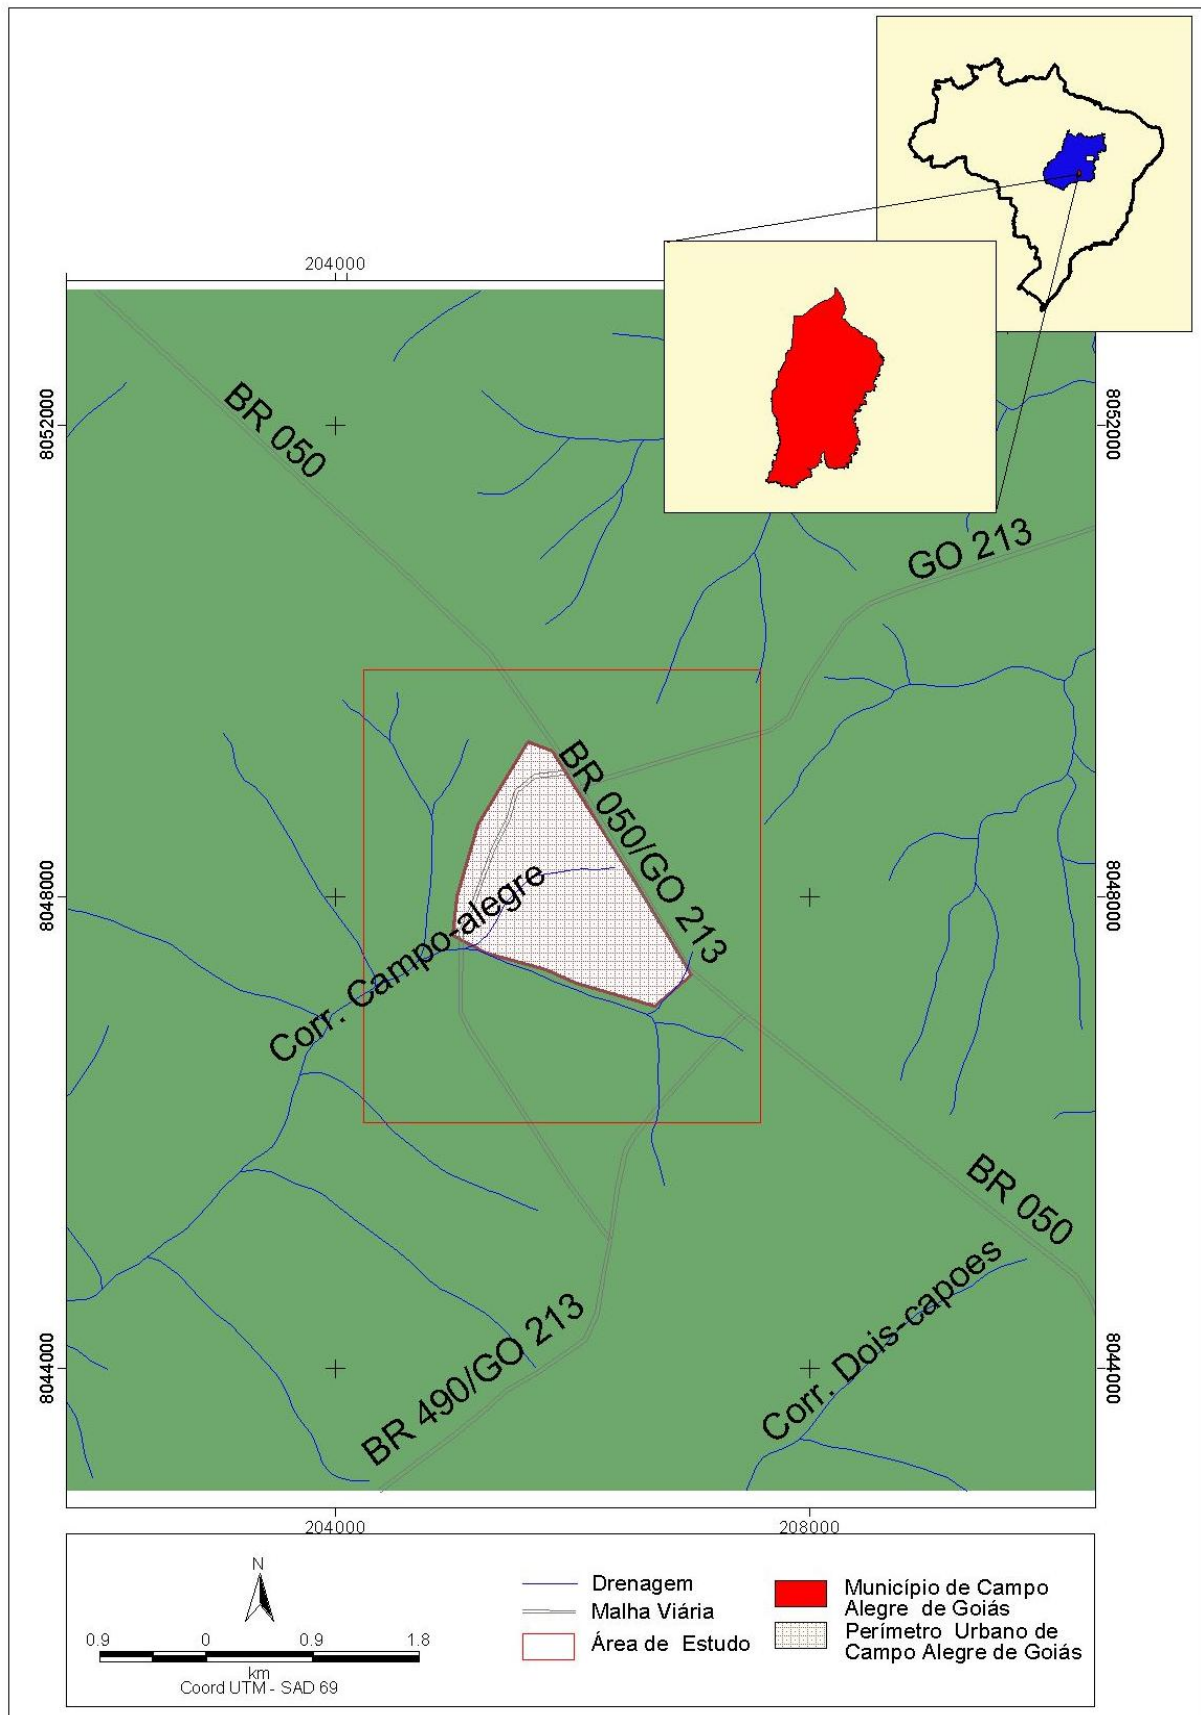 204000
8052000
8052000
BR 050
GO 213
BR 050/GO 213
8048000
8048000
Corr. Campo-alegre
BR 050
8044000
8044000
BR 490/GO 213
Corr. Dois-capoes
204000
208000
N
0.9
0
0.9
1.8
km
Coord UTM - SAD 69
Drenagem
Malha Viária
Área de Estudo
Município de Campo
Alegre de Goiás
Perímetro Urbano de
Campo Alegre de Goiás